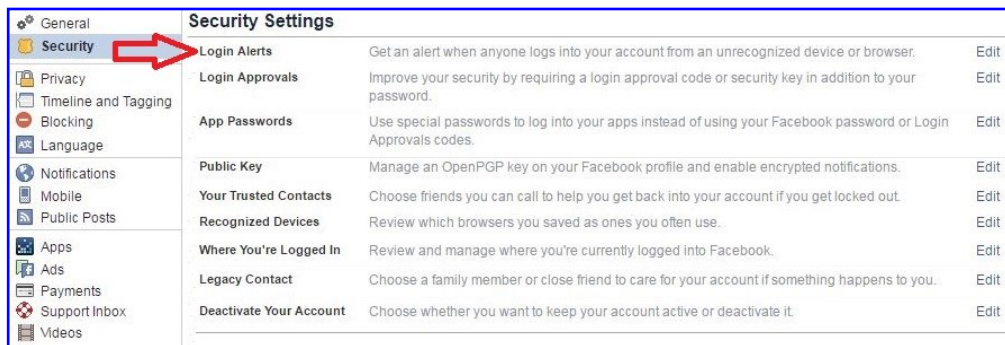 General
Security
Privacy
Timeline and Tagging
Blocking
Language
Notifications
Mobile
Public Posts
Apps
Ads
Payments
Support Inbox
Videos
Security Settings
Login Alerts Get an alert when anyone logs into your account from an unrecognized device or browser. Edit
Login Approvals Improve your security by requiring a login approval code or security key in addition to your Edit
password.
App Passwords Use special passwords to log into your apps instead of using your Facebook password or Login Edit
Approvals codes.
Public Key Manage an OpenPGP key on your Facebook profile and enable encrypted notifications. Edit
Your Trusted Contacts Choose friends you can call to help you get back into your account if you get locked out. Edit
Recognized Devices Review which browsers you saved as ones you often use. Edit
Where You're Logged In Review and manage where you're currently logged into Facebook. Edit
Legacy Contact Choose a family member or close friend to care for your account if something happens to you. Edit
Deactivate Your Account Choose whether you want to keep your account active or deactivate it. Edit